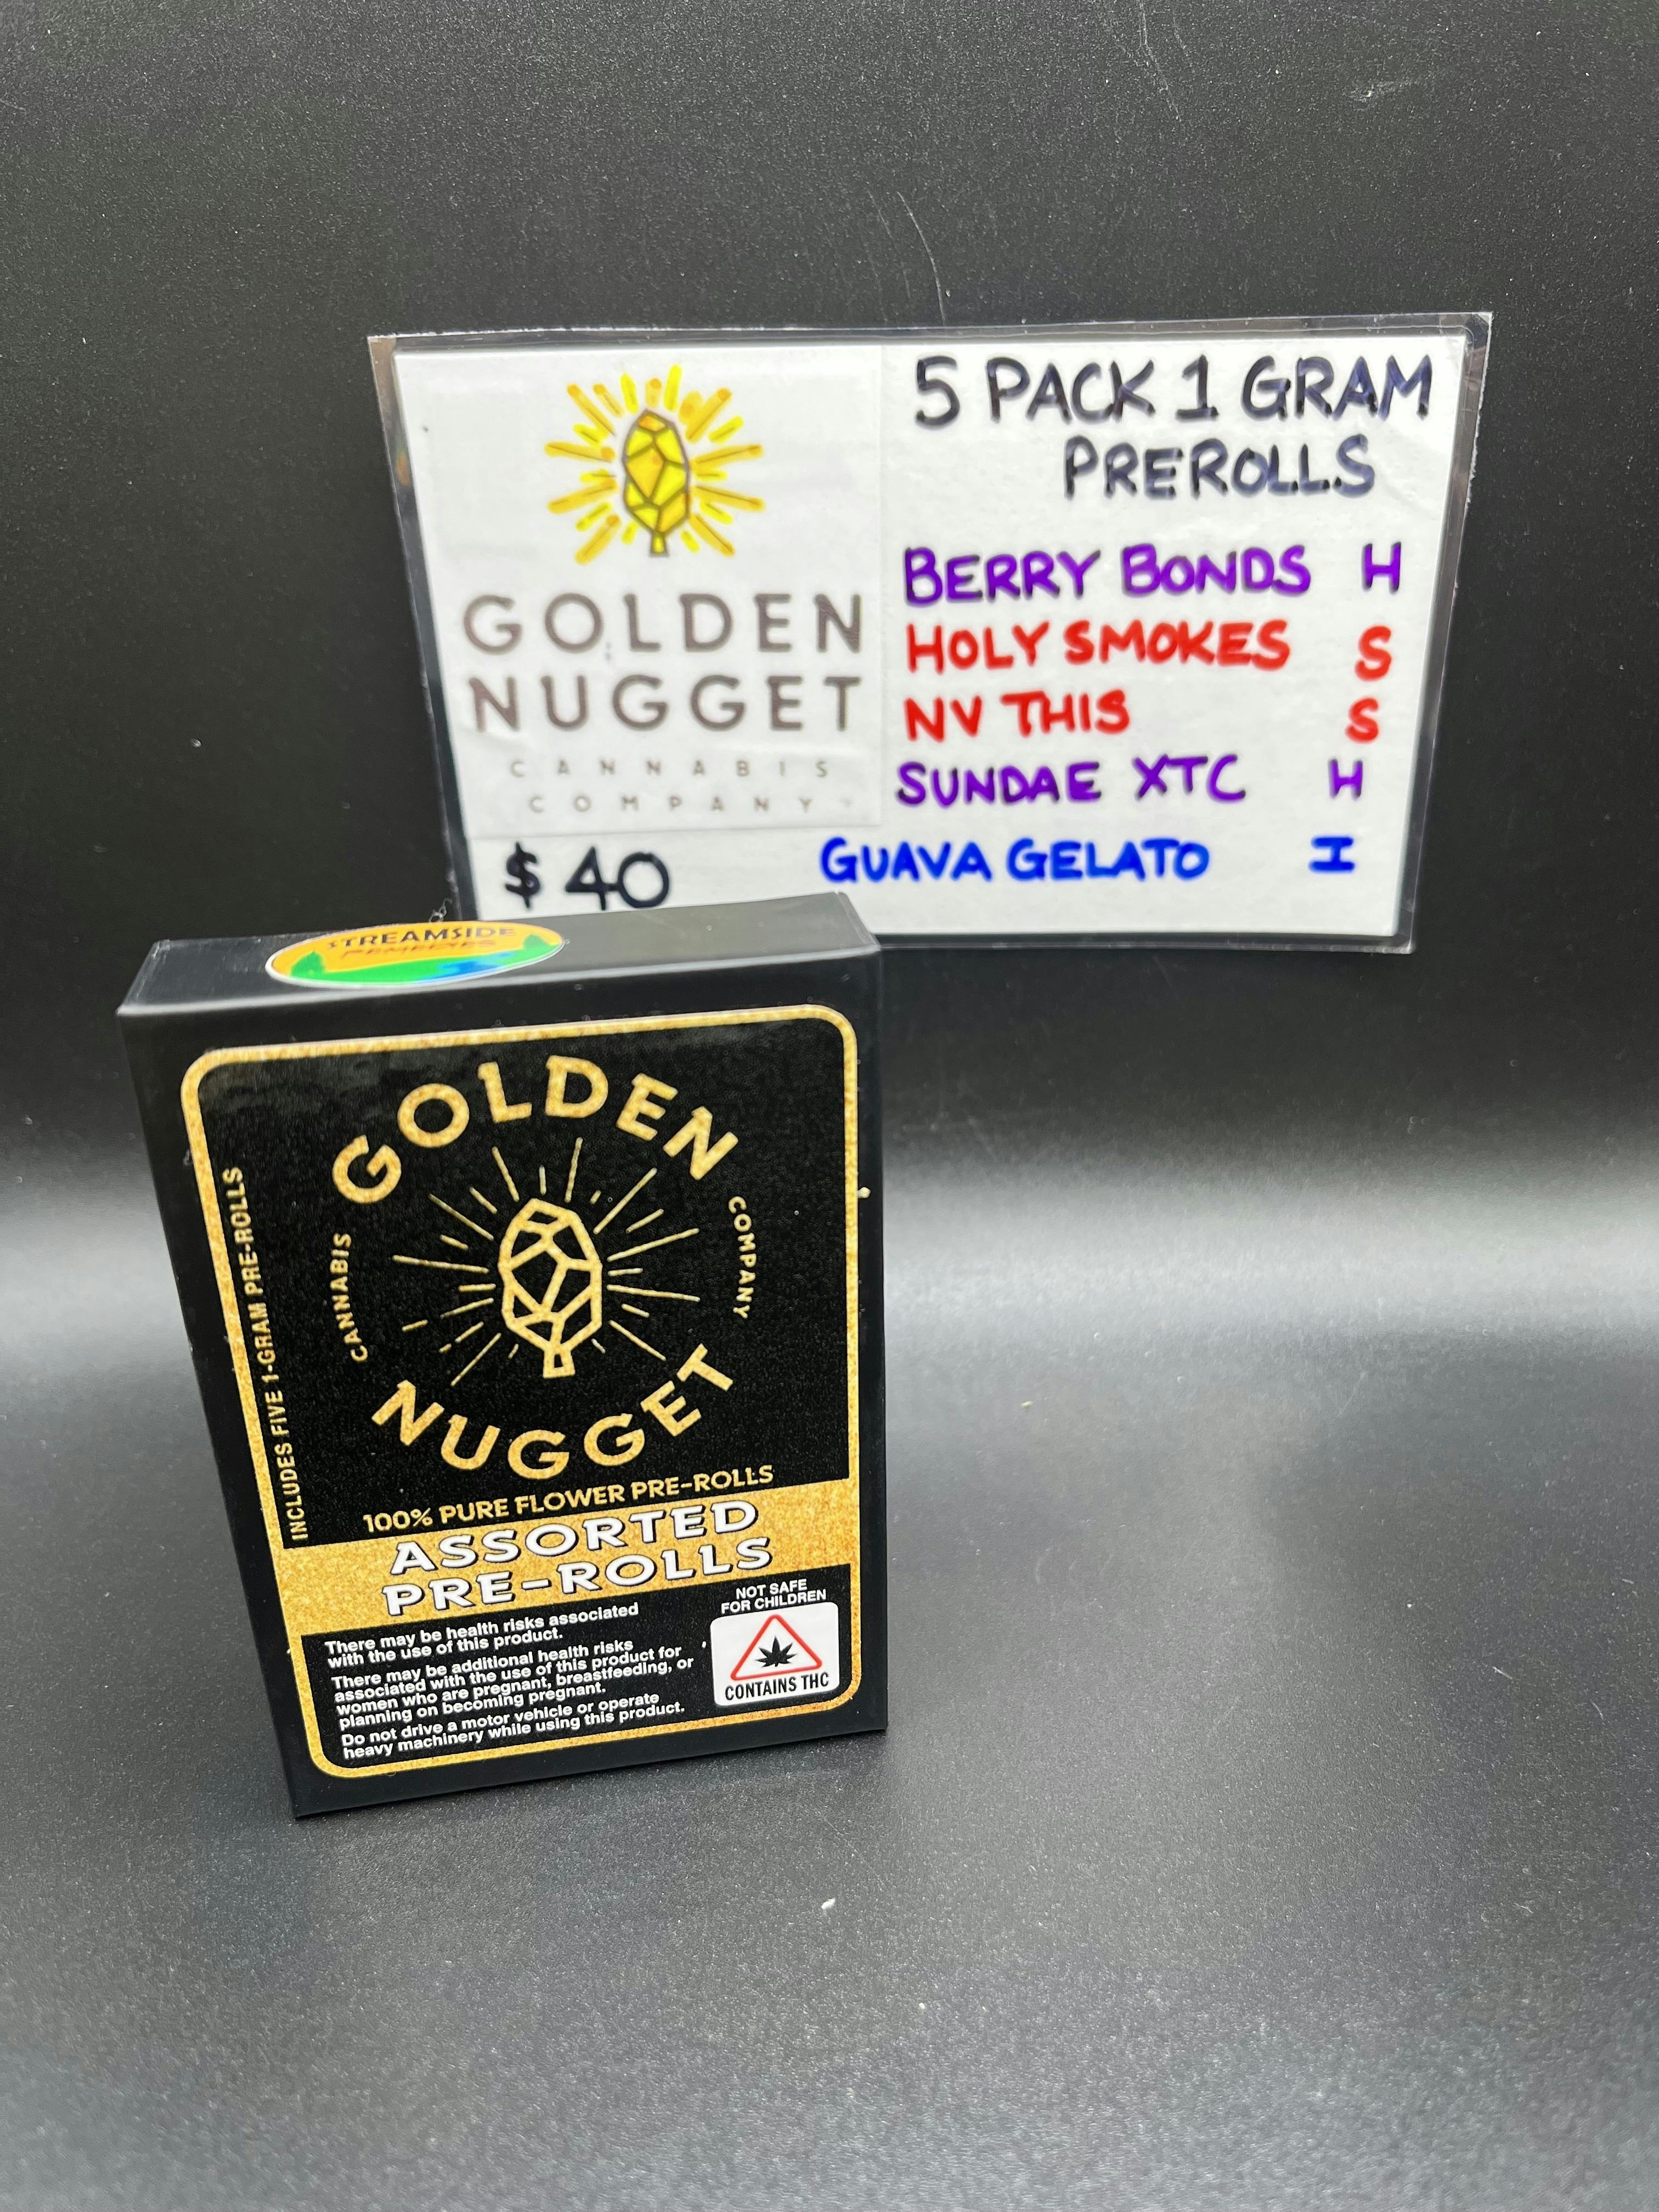 5 PACK 1 GRAM
PREROLLS
GOLDEN
NUGGET
CANNABIS
COMPANY
BERRY BONDS H
HOLY SMOKES S
NV THIS S
SUNDAE XTC H
$40 GUAVA GELATO I
STREAMSIDE
REMEDIES
INCLUDES FIVE 1-GRAM PRE-ROLLS
GOLDEN
CANNABIS
COMPANY
NUGGET
100% PURE FLOWER PRE-ROLLS
ASSORTED
PRE-ROLLS
There may be health risks associated
with the use of this product.
There may be additional health risks
associated with the use of this product for
women who are pregnant, breastfeeding, or
planning on becoming pregnant.
Do not drive a motor vehicle or operate
heavy machinery while using this product.
NOT SAFE
FOR CHILDREN
CONTAINS THC